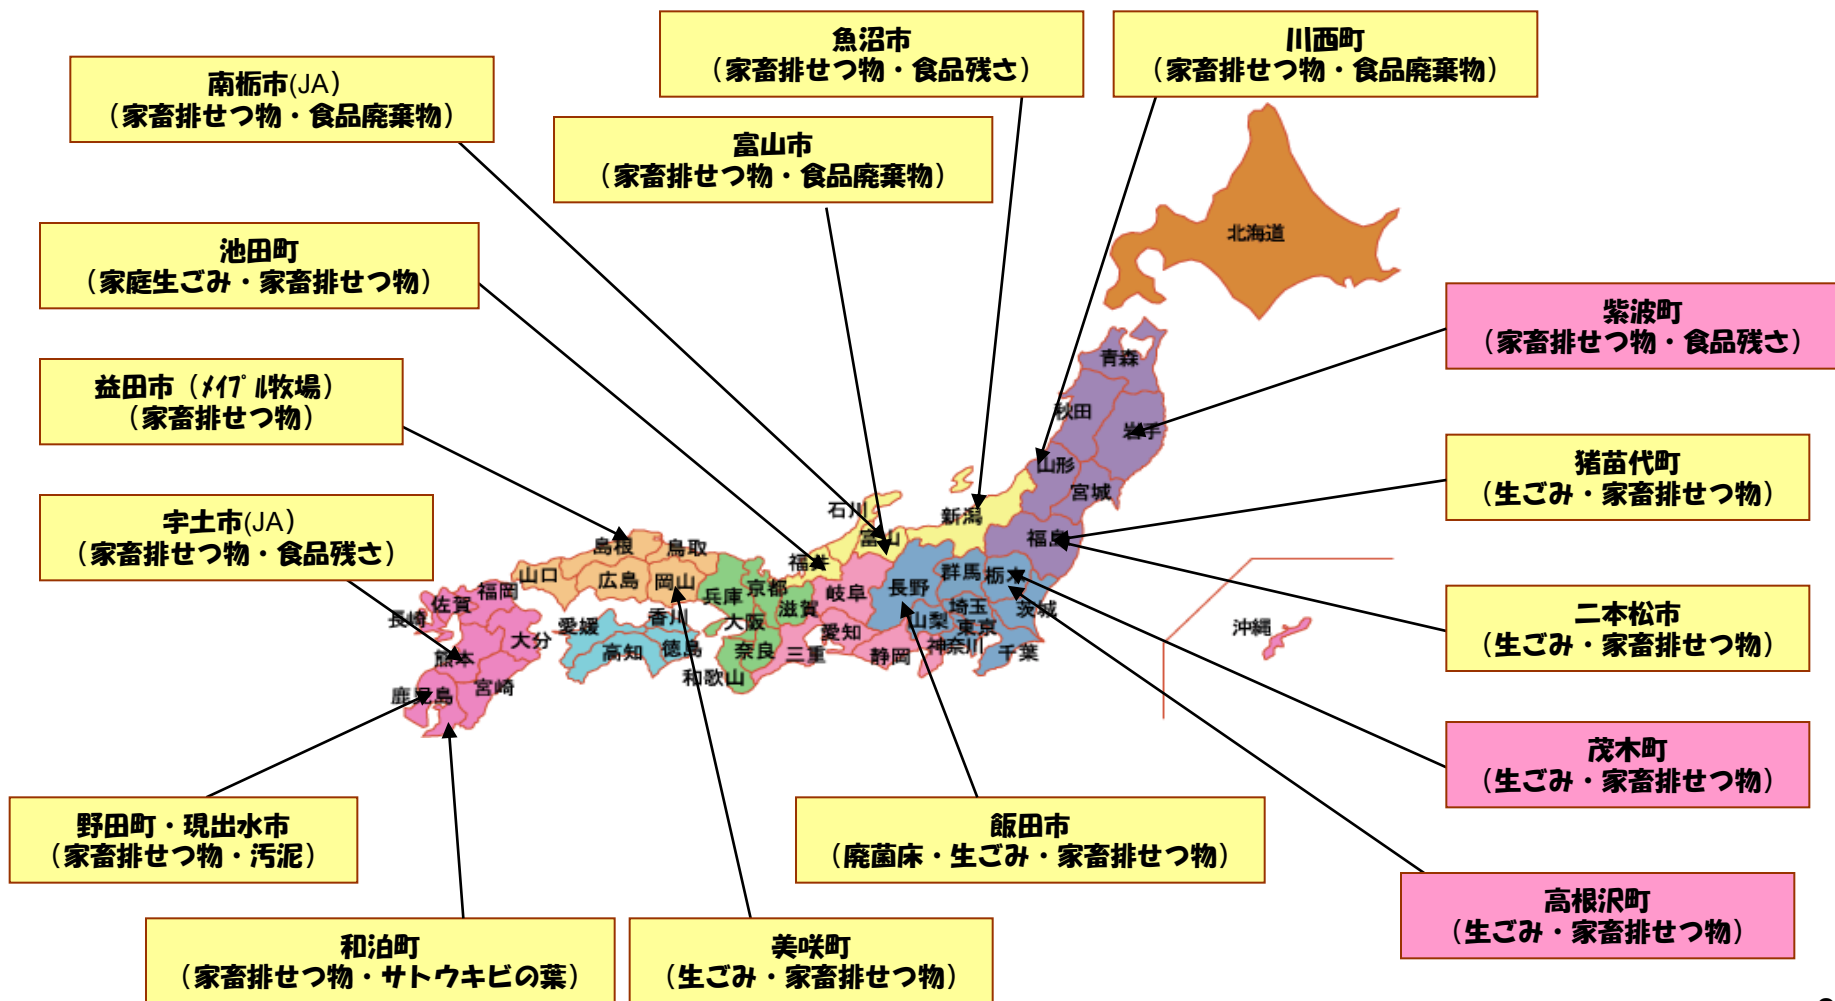 魚沼市
（家畜排せつ物・食品残さ）
川西町
（家畜排せつ物・食品廃棄物）
南栃市(JA)
（家畜排せつ物・食品廃棄物）
富山市
（家畜排せつ物・食品廃棄物）
池田町
（家庭生ごみ・家畜排せつ物）
益田市（ﾒｲﾌﾟﾙ牧場）
（家畜排せつ物）
宇土市(JA)
（家畜排せつ物・食品残さ）
紫波町
（家畜排せつ物・食品残さ）
猪苗代町
（生ごみ・家畜排せつ物）
二本松市
（生ごみ・家畜排せつ物）
茂木町
（生ごみ・家畜排せつ物）
高根沢町
（生ごみ・家畜排せつ物）
飯田市
（廃菌床・生ごみ・家畜排せつ物）
野田町・現出水市
（家畜排せつ物・汚泥）
和泊町
（家畜排せつ物・サトウキビの葉）
美咲町
（生ごみ・家畜排せつ物）
北海道
青森
秋田
岩手
山形
宮城
福島
新潟
石川
富山
福井
長野
群馬
栃木
茨城
埼玉
山梨
東京
神奈川
千葉
岐阜
愛知
静岡
三重
滋賀
京都
兵庫
大阪
奈良
和歌山
鳥取
島根
岡山
広島
山口
香川
徳島
愛媛
高知
福岡
佐賀
長崎
大分
熊本
宮崎
鹿児島
沖縄